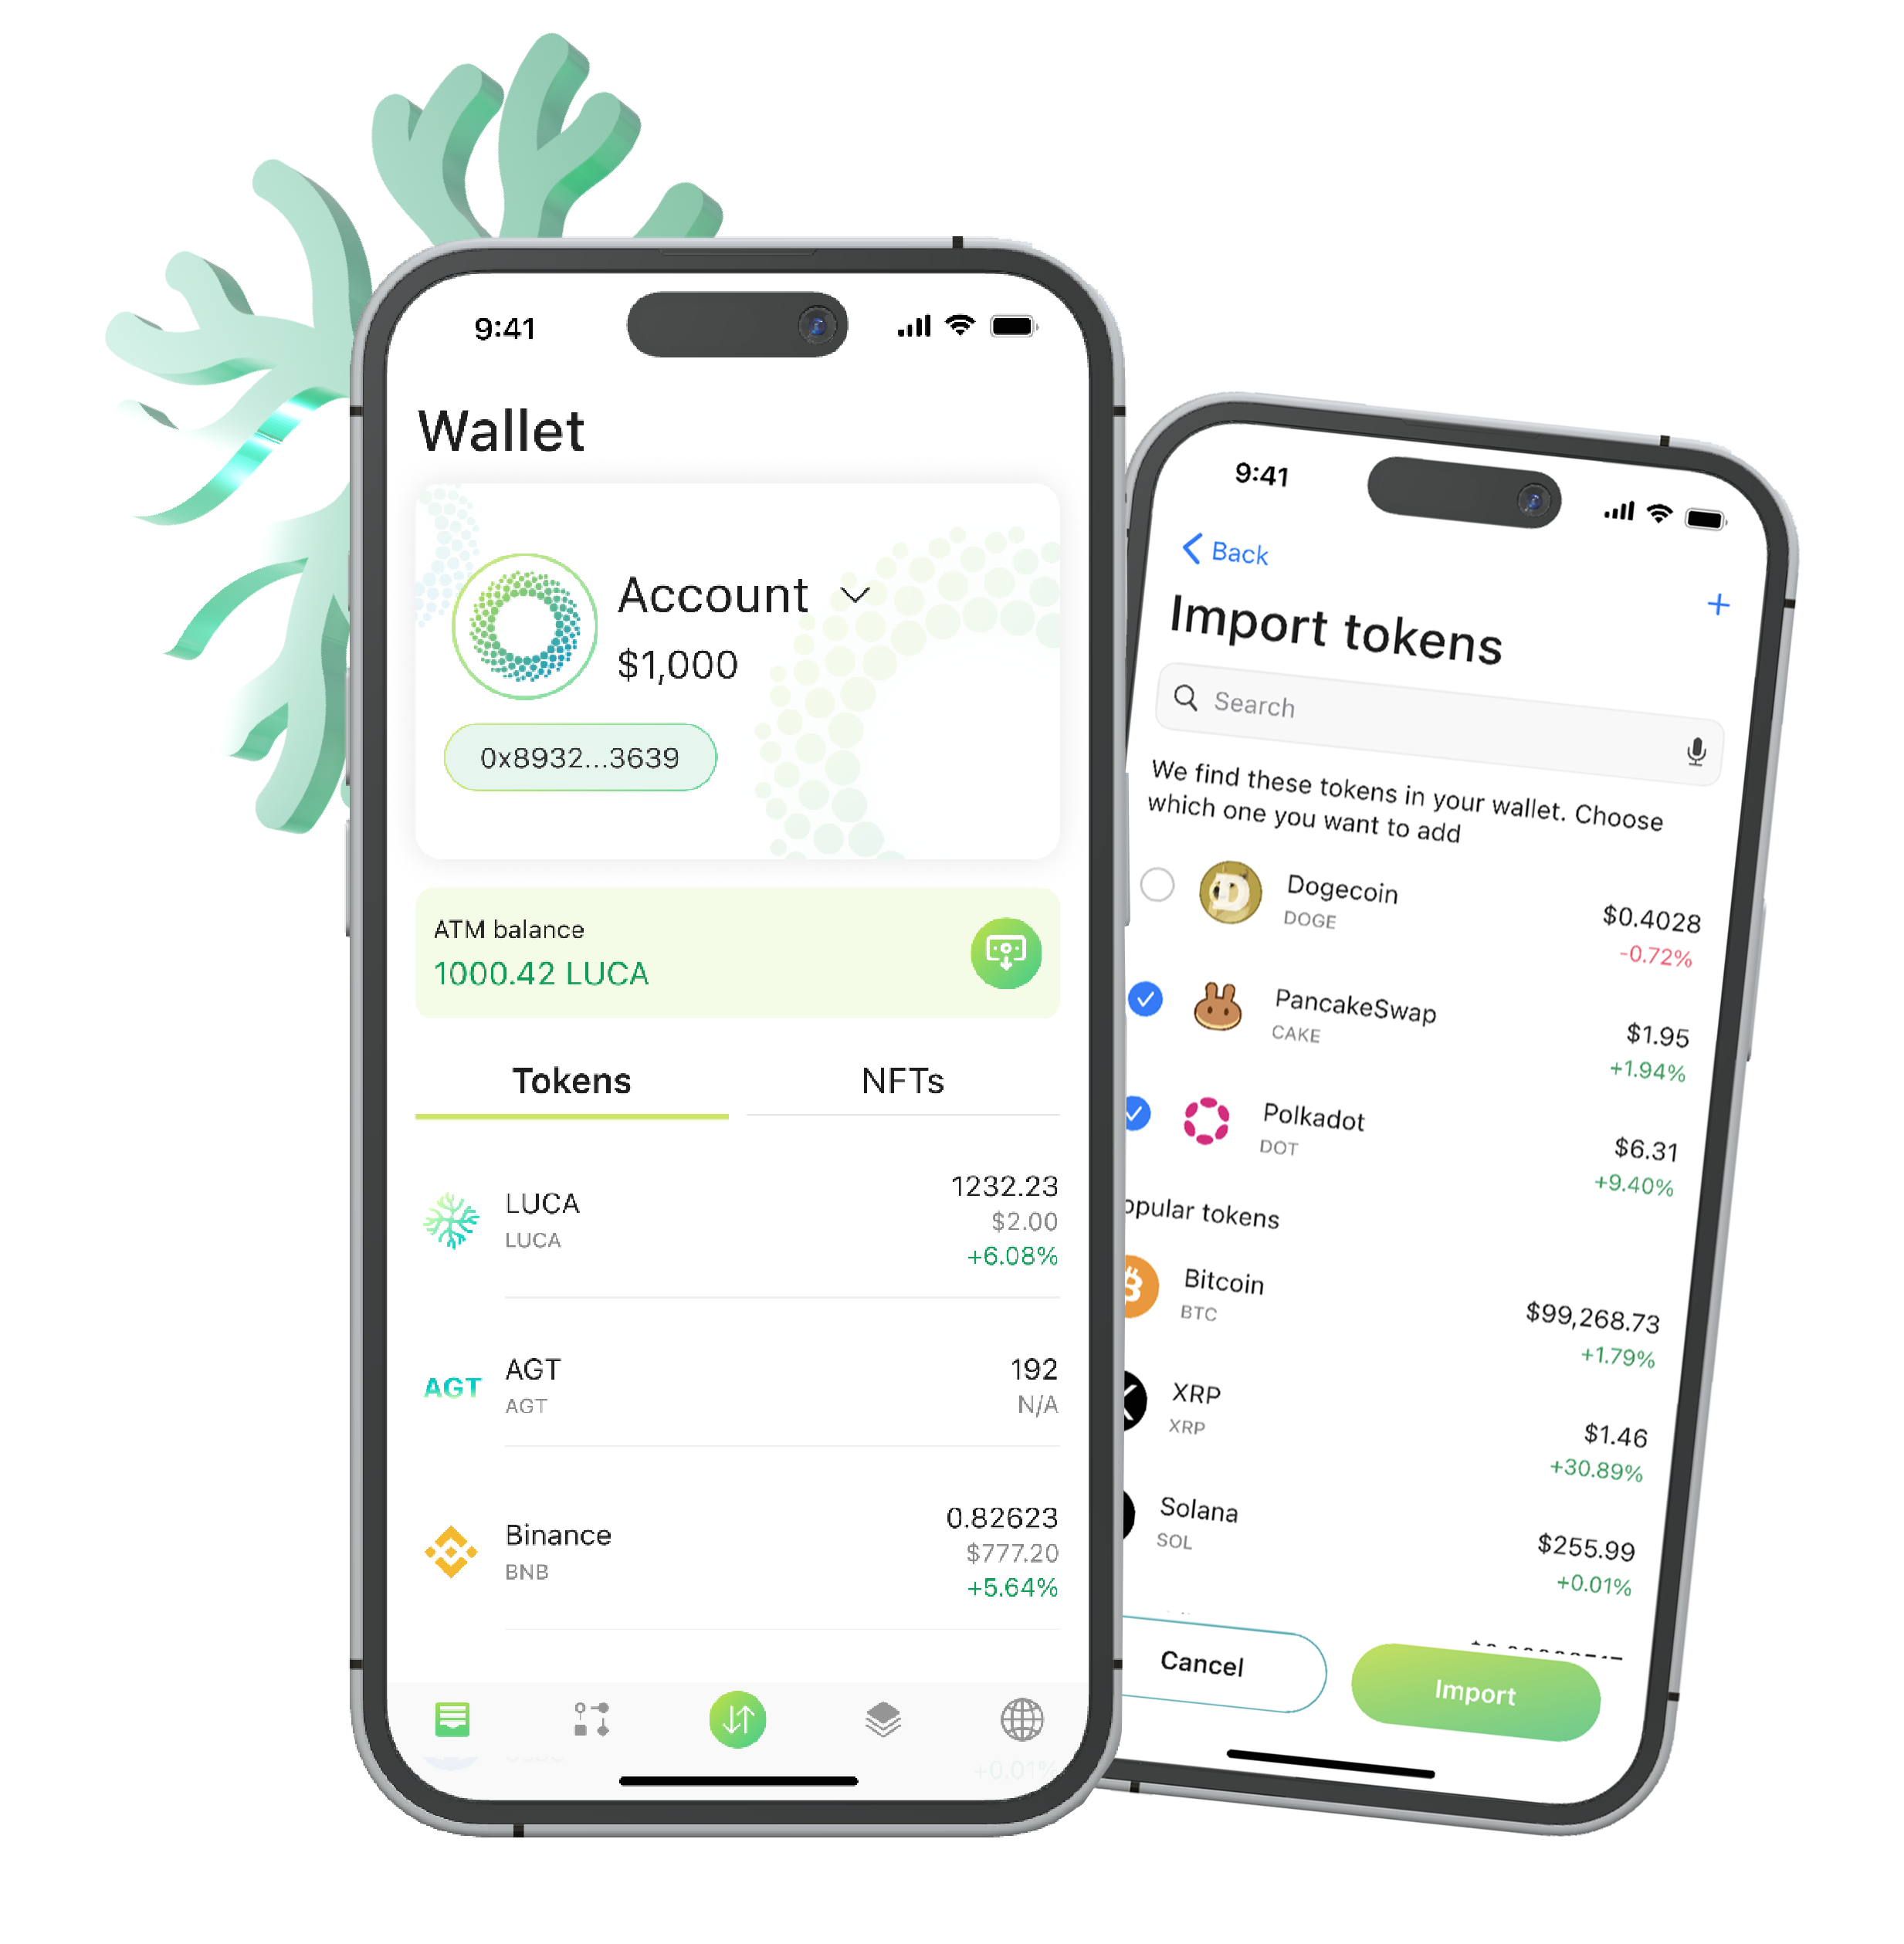 9:41
Wallet
Account
$1,000
0x8932...3639
ATM balance
1000.42 LUCA
Tokens
NFTs
LUCA
LUCA
1232.23
$2.00
+6.08%
AGT
AGT
AGT
192
N/A
Binance
BNB
0.82623
$777.20
+5.64%
+0.01%
9:41
Back
+
Import tokens
Search
We find these tokens in your wallet. Choose
which one you want to add
Dogecoin
DOGE
$0.4028
-0.72%
PancakeSwap
CAKE
$1.95
+1.94%
Polkadot
DOT
$6.31
+9.40%
opular tokens
Bitcoin
BTC
$99,268.73
+1.79%
XRP
XRP
$1.46
+30.89%
Solana
SOL
$255.99
+0.01%
Cancel
Import